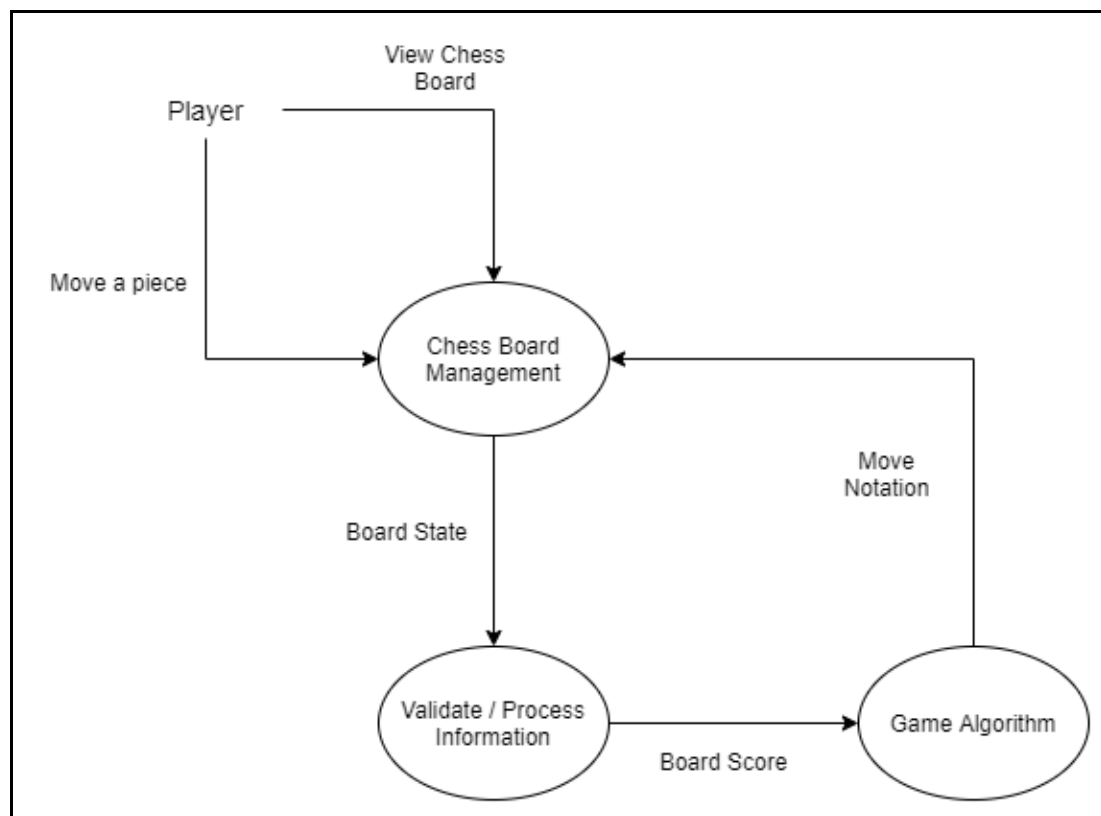 View Chess
Board
Player
Move a piece
Chess Board
Management
Move
Notation
Board State
Validate / Process
Information
Game Algorithm
Board Score